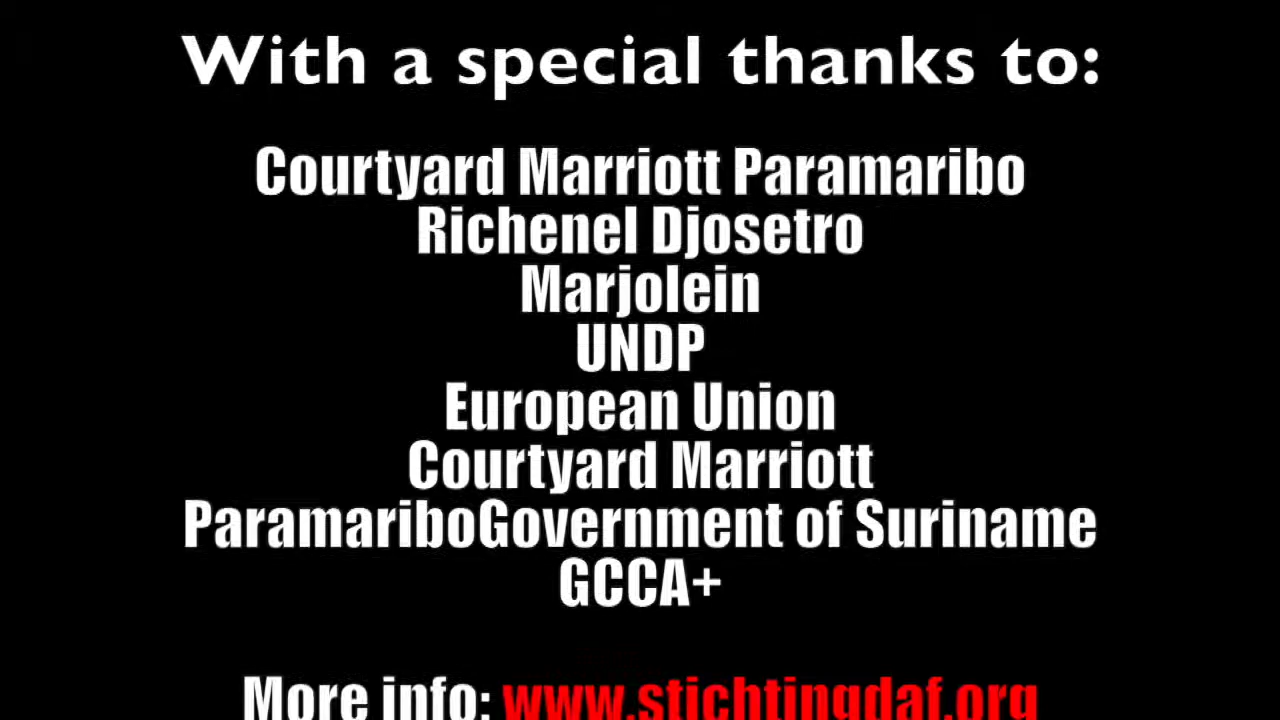 With a special thanks to:
Courtyard Marriott Paramaribo
Richenel Djosetro
Marjolein
UNDP
European Union
Courtyard Marriott
ParamariboGovernment of Suriname
GCCA+
More info: www.stichtingdaf.org